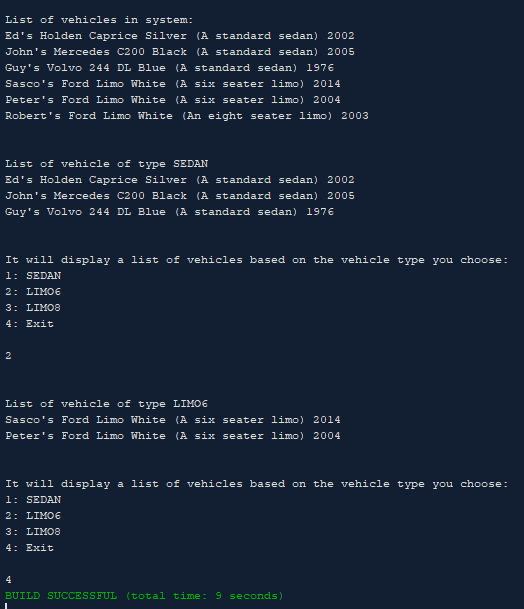 List of vehicles in system:
Ed's Holden Caprice Silver (A standard sedan) 2002
John's Mercedes C200 Black (A standard sedan) 2005
Guy's Volvo 244 DL Blue (A standard sedan) 1976
Sasco's Ford Limo White (A six seater limo) 2014
Peter's Ford Limo White (A six seater limo) 2004
Robert's Ford Limo White (An eight seater limo) 2003
List of vehicle of type SEDAN
Ed's Holden Caprice Silver (A standard sedan) 2002
John's Mercedes C200 Black (A standard sedan) 2005
Guy's Volvo 244 DL Blue (A standard sedan) 1976
It will display a list of vehicles based on the vehicle type you choose:
1: SEDAN
2: LIMO6
3: LIMO8
4: Exit
2
List of vehicle of type LIMO6
Sasco's Ford Limo White (A six seater limo) 2014
Peter's Ford Limo White (A six seater limo) 2004
It will display a list of vehicles based on the vehicle type you choose:
1: SEDAN
2: LIMO6
3: LIMO8
4: Exit
4
BUILD SUCCESSFUL (total time: 9 seconds)